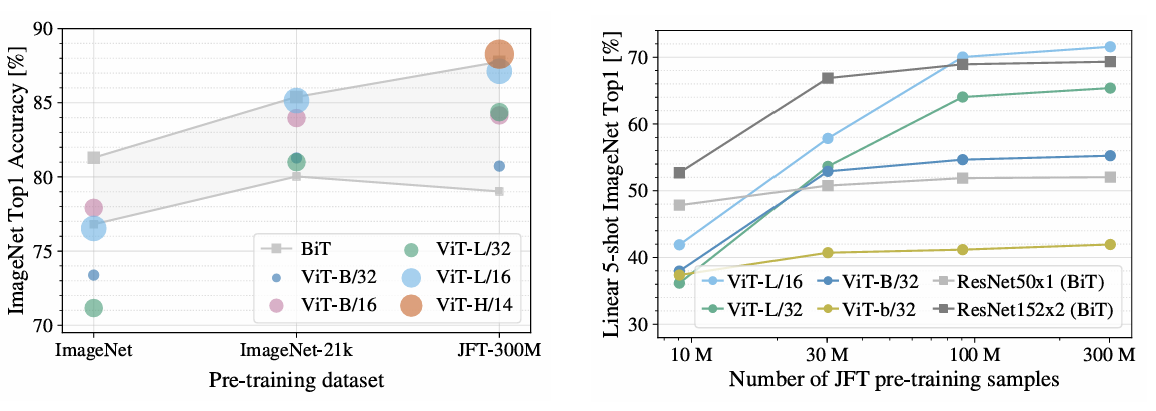 ImageNet Top1 Accuracy [%]
90
85
80
75
70
BiT
ViT-B/32
ViT-B/16
ViT-L/32
ViT-L/16
ViT-H/14
ImageNet
ImageNet-21k
JFT-300M
Pre-training dataset
Linear 5-shot ImageNet Top1 [%]
70
60
50
40
30
ViT-L/16
ViT-L/32
ViT-B/32
ViT-b/32
ResNet50x1 (BiT)
ResNet152x2 (BiT)
10 M
30 M
100 M
300 M
Number of JFT pre-training samples